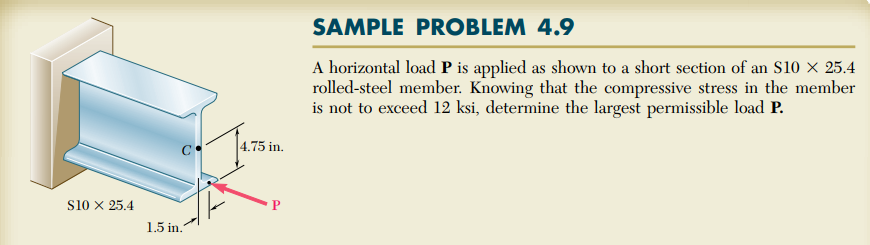 SAMPLE PROBLEM 4.9
A horizontal load P is applied as shown to a short section of an S10 × 25.4
rolled-steel member. Knowing that the compressive stress in the member
is not to exceed 12 ksi, determine the largest permissible load P.
C
4.75 in.
S10 × 25.4
P
1.5 in.